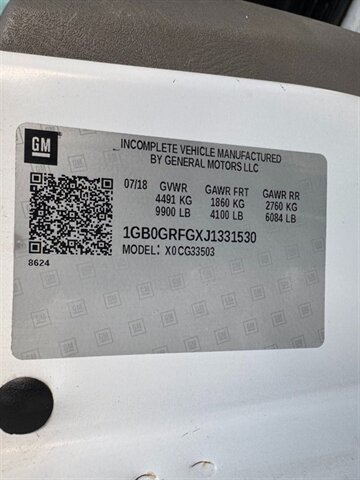 GM
INCOMPLETE VEHICLE MANUFACTURED
BY GENERAL MOTORS LLC
07/18 GVWR GAWR FRT GAWR RR
4491 KG 1860 KG 2760 KG
9900 LB 4100 LB 6084 LB
1GB0GRFGXJ1331530
MODEL: X0CG33503
8624